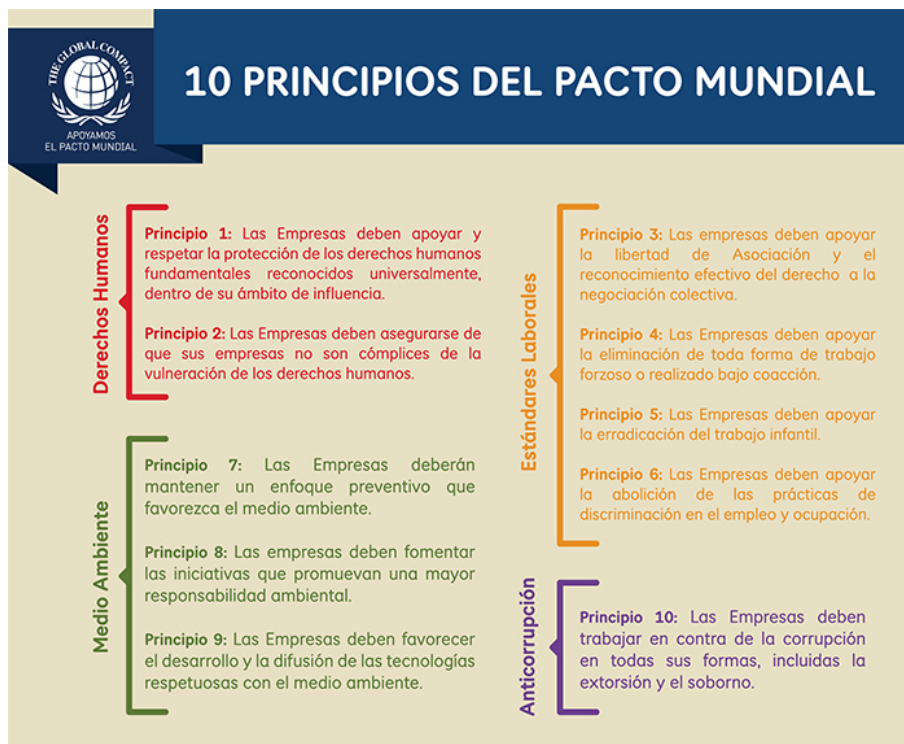 THE GLOBAL COMPACT
APOYAMOS
EL PACTO MUNDIAL
10 PRINCIPIOS DEL PACTO MUNDIAL
Derechos Humanos
Principio 1: Las Empresas deben apoyar y
respetar la protección de los derechos humanos
fundamentales reconocidos universalmente,
dentro de su ámbito de influencia.
Principio 2: Las Empresas deben asegurarse de
que sus empresas no son cómplices de la
vulneración de los derechos humanos.
Estándares Laborales
Principio 3: Las empresas deben apoyar
la libertad de Asociación y el
reconocimiento efectivo del derecho a la
negociación colectiva.
Principio 4: Las Empresas deben apoyar
la eliminación de toda forma de trabajo
forzoso o realizado bajo coacción.
Principio 5: Las Empresas deben apoyar
la erradicación del trabajo infantil.
Principio 6: Las Empresas deben apoyar
la abolición de las prácticas de
discriminación en el empleo y ocupación.
Medio Ambiente
Principio 7: Las Empresas deberán
mantener un enfoque preventivo que
favorezca el medio ambiente.
Principio 8: Las empresas deben fomentar
las iniciativas que promuevan una mayor
responsabilidad ambiental.
Principio 9: Las Empresas deben favorecer
el desarrollo y la difusión de las tecnologías
respetuosas con el medio ambiente.
Anticorrupción
Principio 10: Las Empresas deben
trabajar en contra de la corrupción
en todas sus formas, incluidas la
extorsión y el soborno.